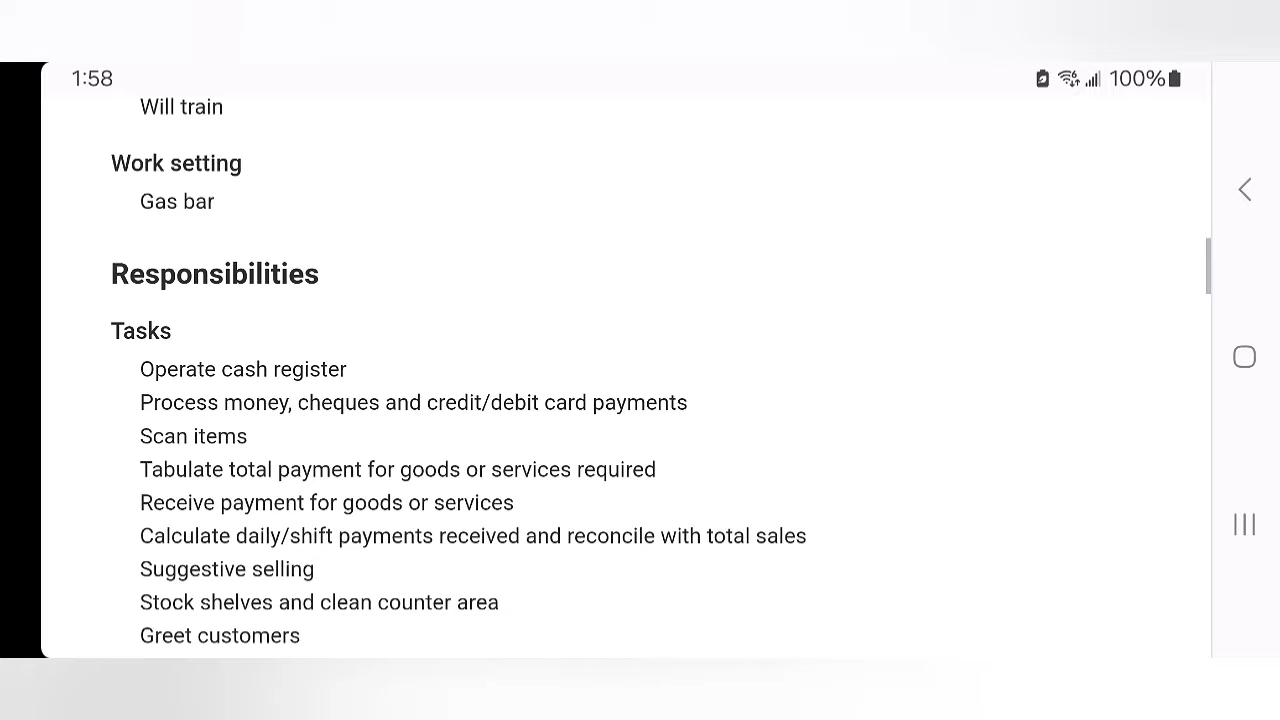 1:58
100%
Will train
Work setting
Gas bar
Responsibilities
Tasks
Operate cash register
Process money, cheques and credit/debit card payments
Scan items
Tabulate total payment for goods or services required
Receive payment for goods or services
Calculate daily/shift payments received and reconcile with total sales
Suggestive selling
Stock shelves and clean counter area
Greet customers